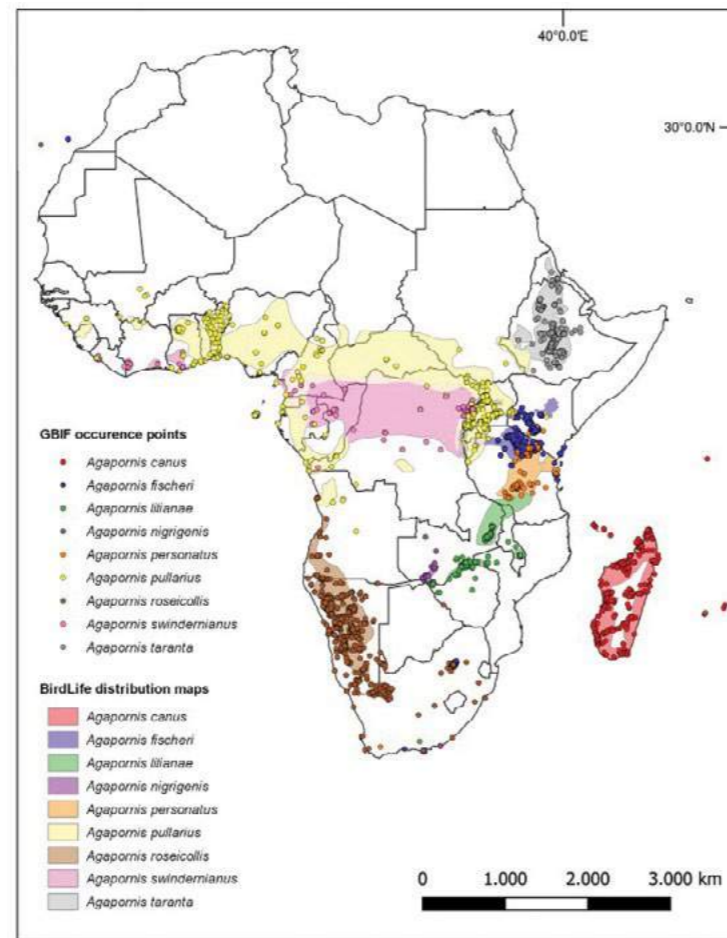 40°0.0'E
30°0.0'N
GBIF occurence points
Agapornis canus
Agapornis fischeri
Agapornis lilianae
Agapornis nigrigenis
Agapornis personatus
Agapornis pullarius
Agapornis roseicollis
Agapornis swindernianus
Agapornis taranta
BirdLife distribution maps
Agapornis canus
Agapornis fischeri
Agapornis lilianae
Agapornis nigrigenis
Agapornis personatus
Agapornis pullarius
Agapornis roseicollis
Agapornis swindernianus
Agapornis taranta
0 1.000 2.000 3.000 km